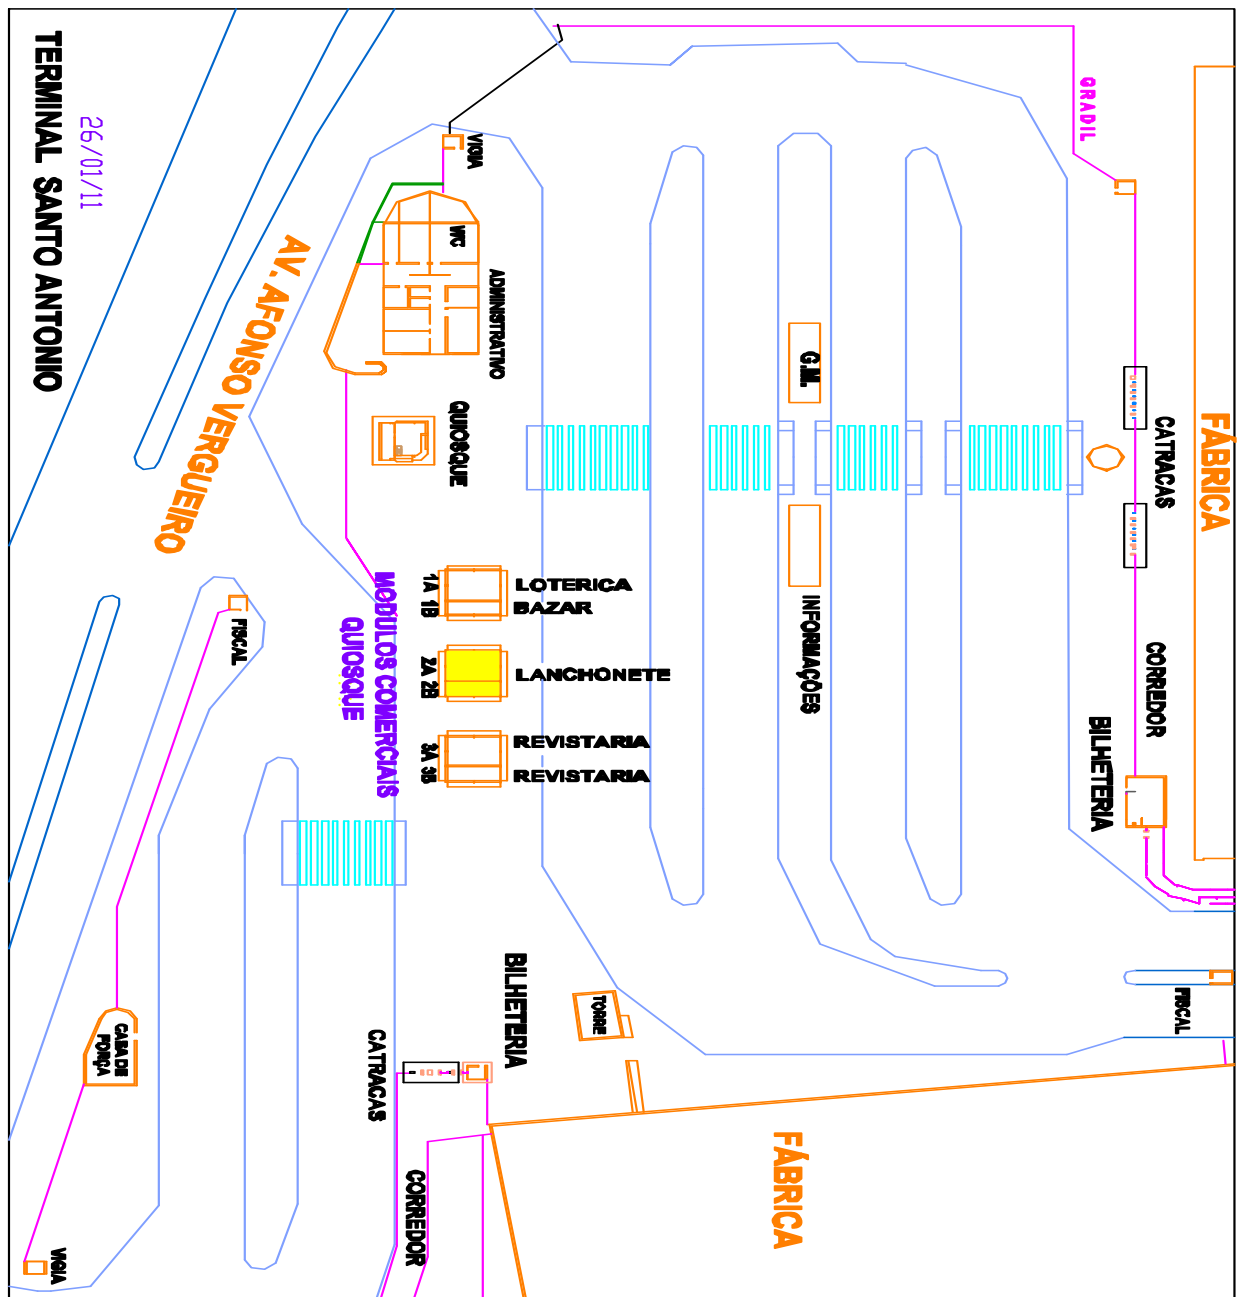 TERMINAL SANTO ANTONIO
26/01/11
AV. AFONSO VERGUEIRO
VIGIA
WC
ADMINISTRATIVO
QUIOSQUE
GRADIL
G.M.
INFORMAÇÕES
CATRACAS
FÁBRICA
CORREDOR
BILHETERIA
1A 1B
LOTERICA
BAZAR
2A 2B
LANCHONETE
3A 3B
REVISTARIA
REVISTARIA
MODULOS COMERCIAIS
QUIOSQUE
FISCAL
BILHETERIA
TORRE
FISCAL
CATRACAS
CABA DE
FORÇA
CORREDOR
FÁBRICA
VIGIA